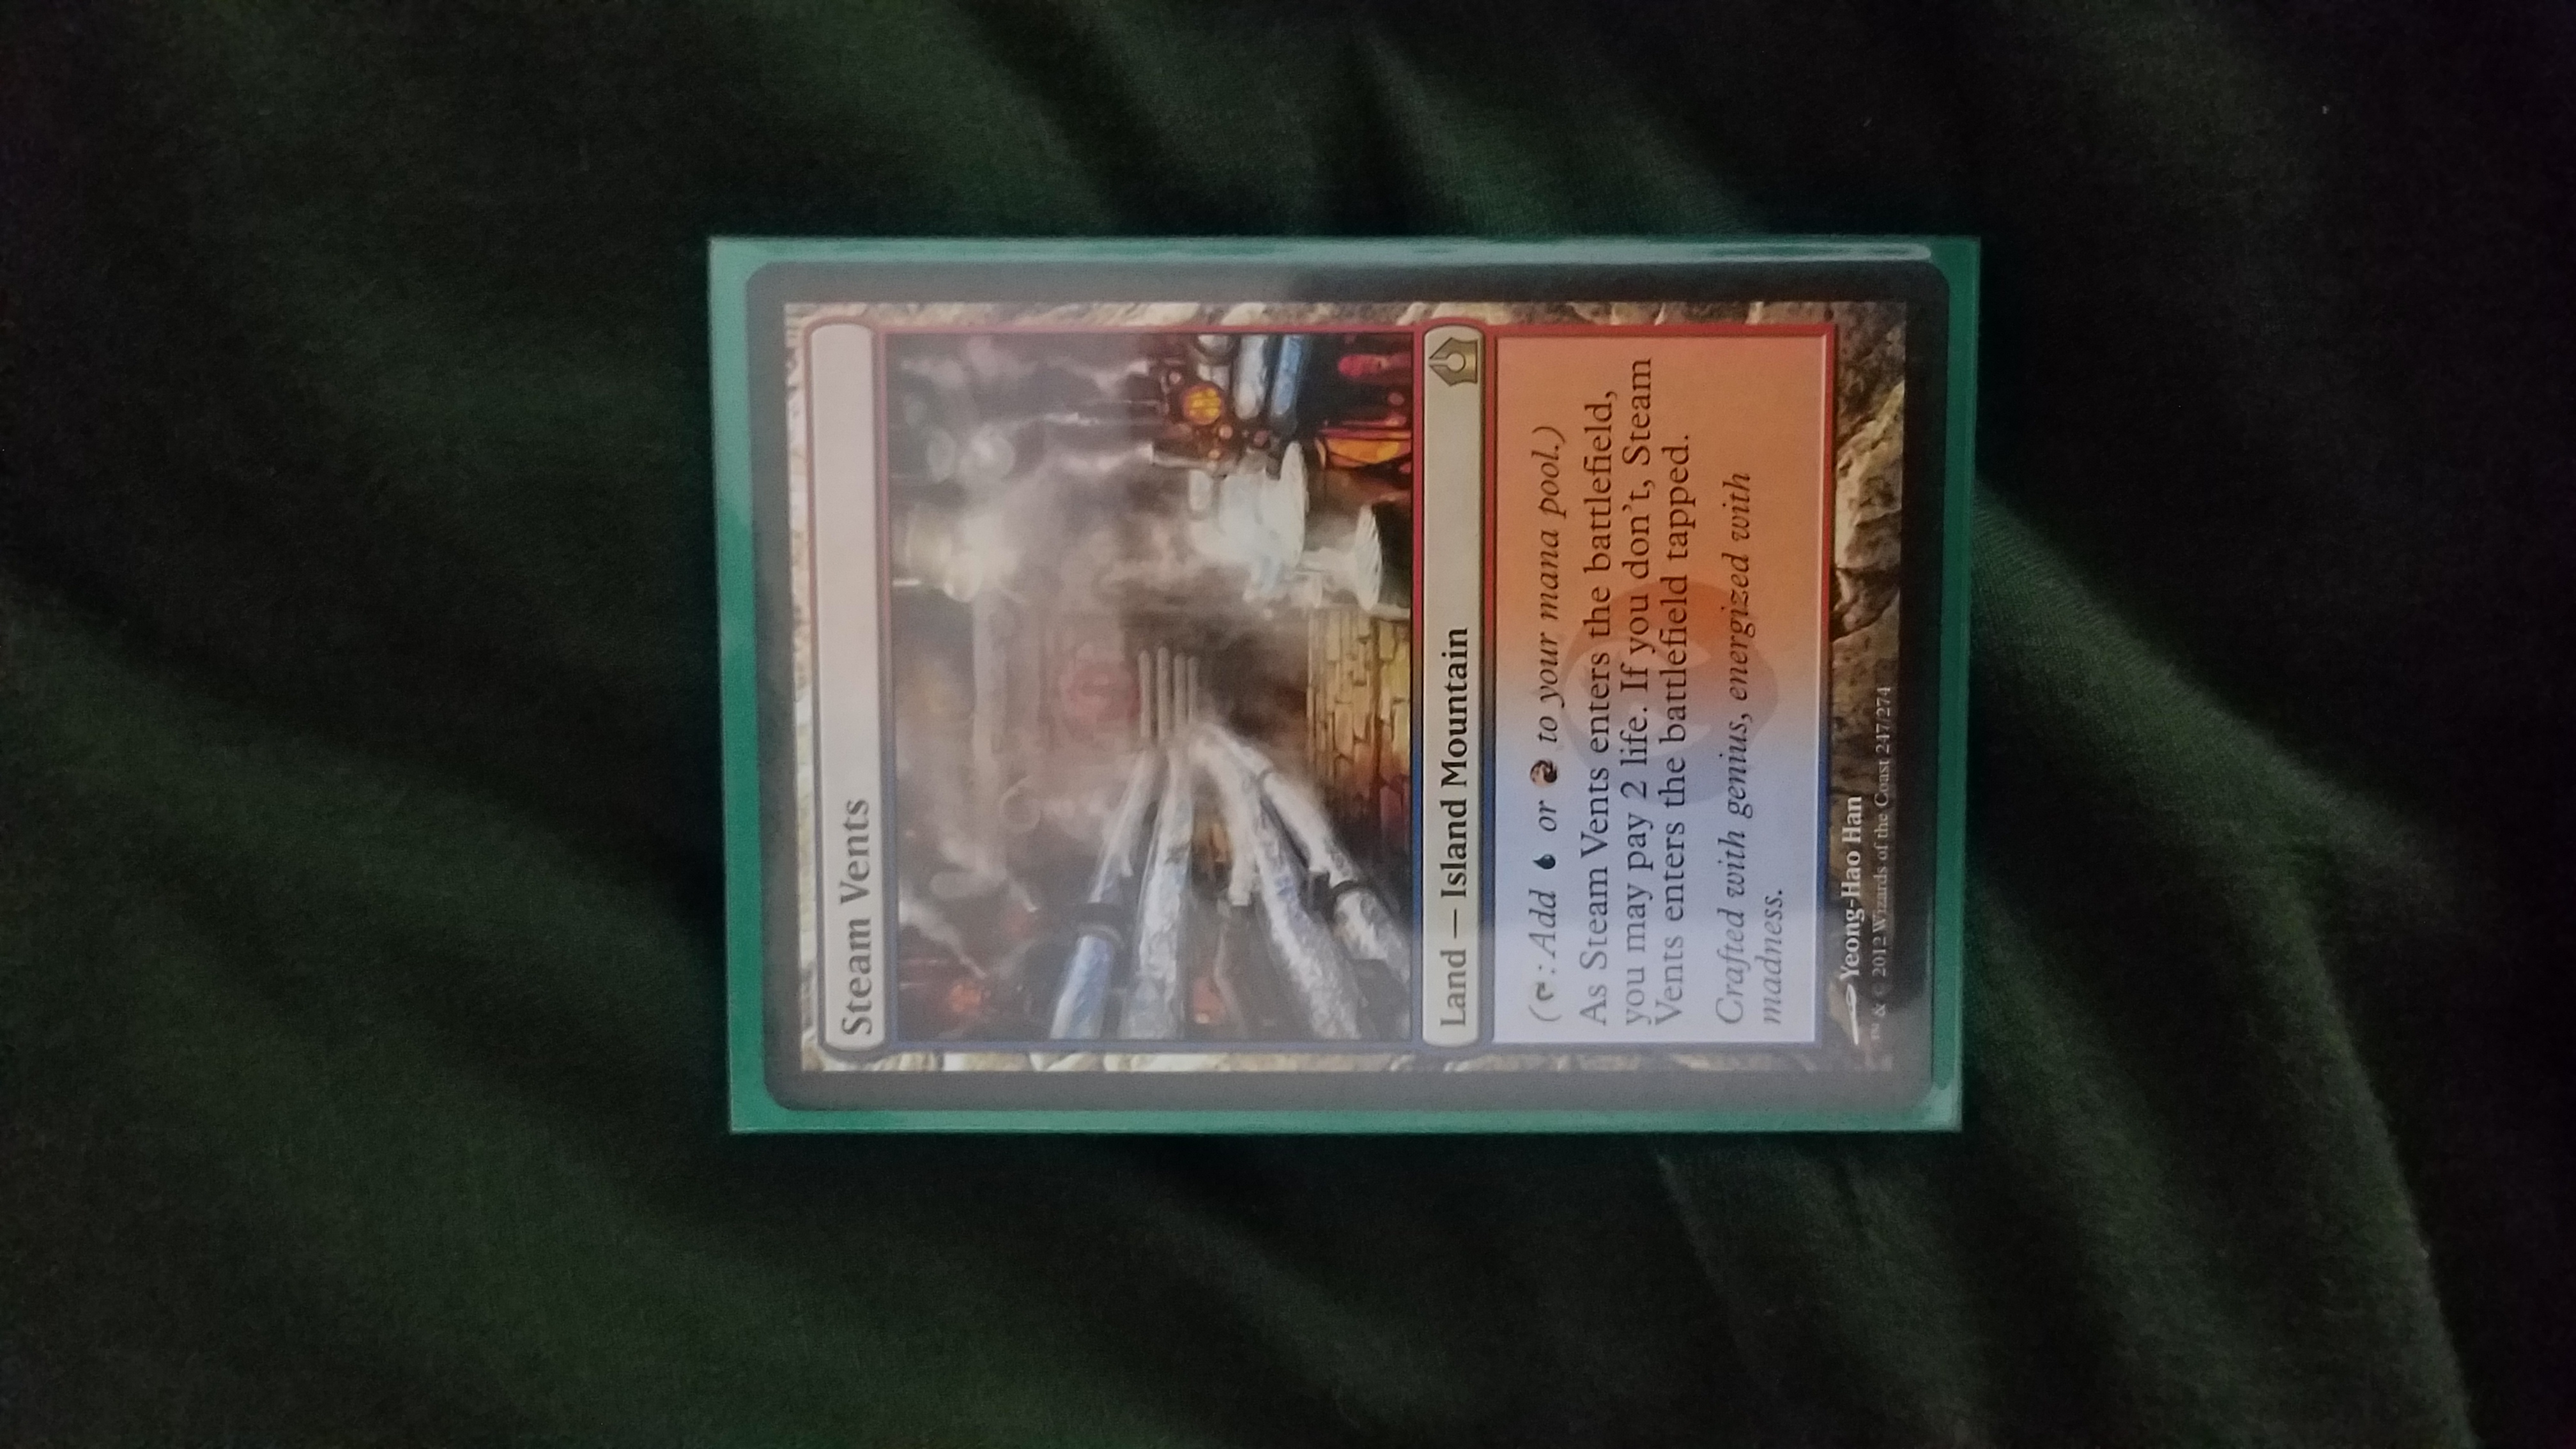 Steam Vents
Land — Island Mountain
( : Add or to your mana pool.)
As Steam Vents enters the battlefield,
you may pay 2 life. If you don't, Steam
Vents enters the battlefield tapped.
Crafted with genius, energized with
madness.
Yeong-Hao Han
™ & © 2012 Wizards of the Coast 247/274